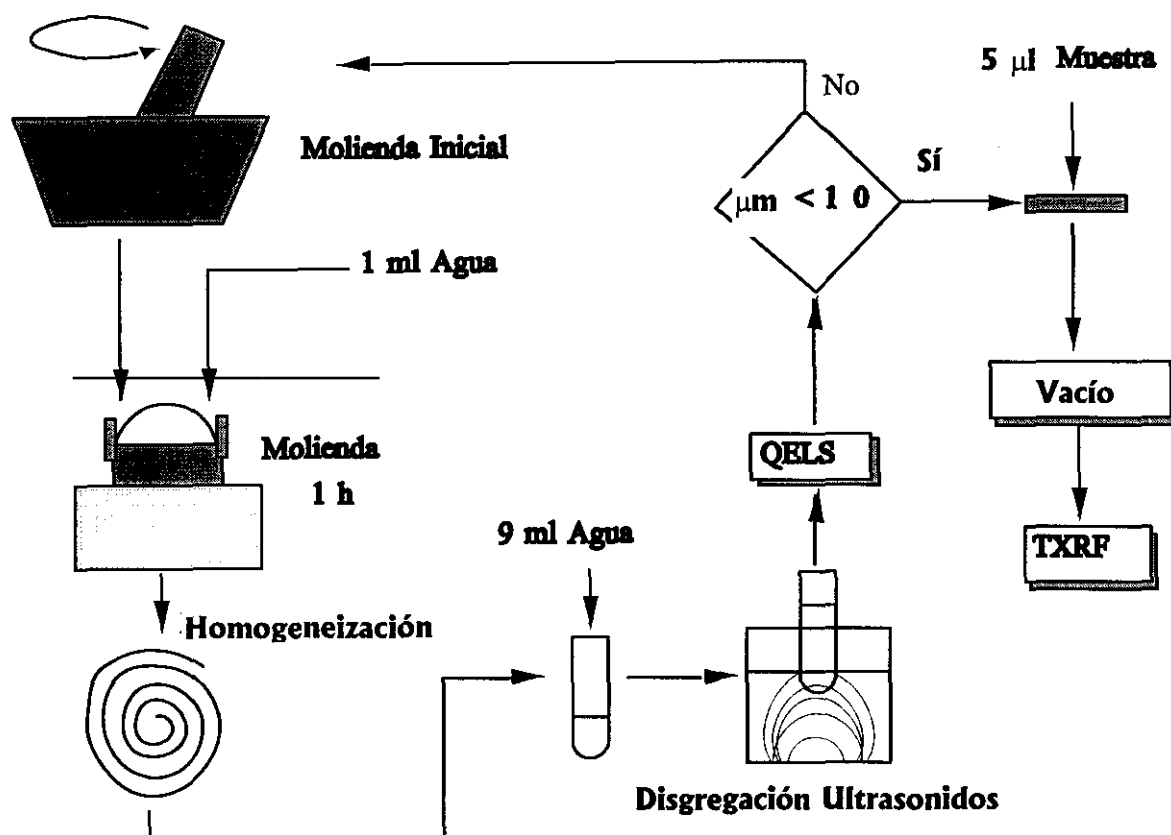 Molienda Inicial
1 ml Agua
Molienda
1 h
Homogeneización
9 ml Agua
Disgregación Ultrasonidos
QELS
μm < 1 0
No
Sí
5 μl Muestra
Vacío
TXRF